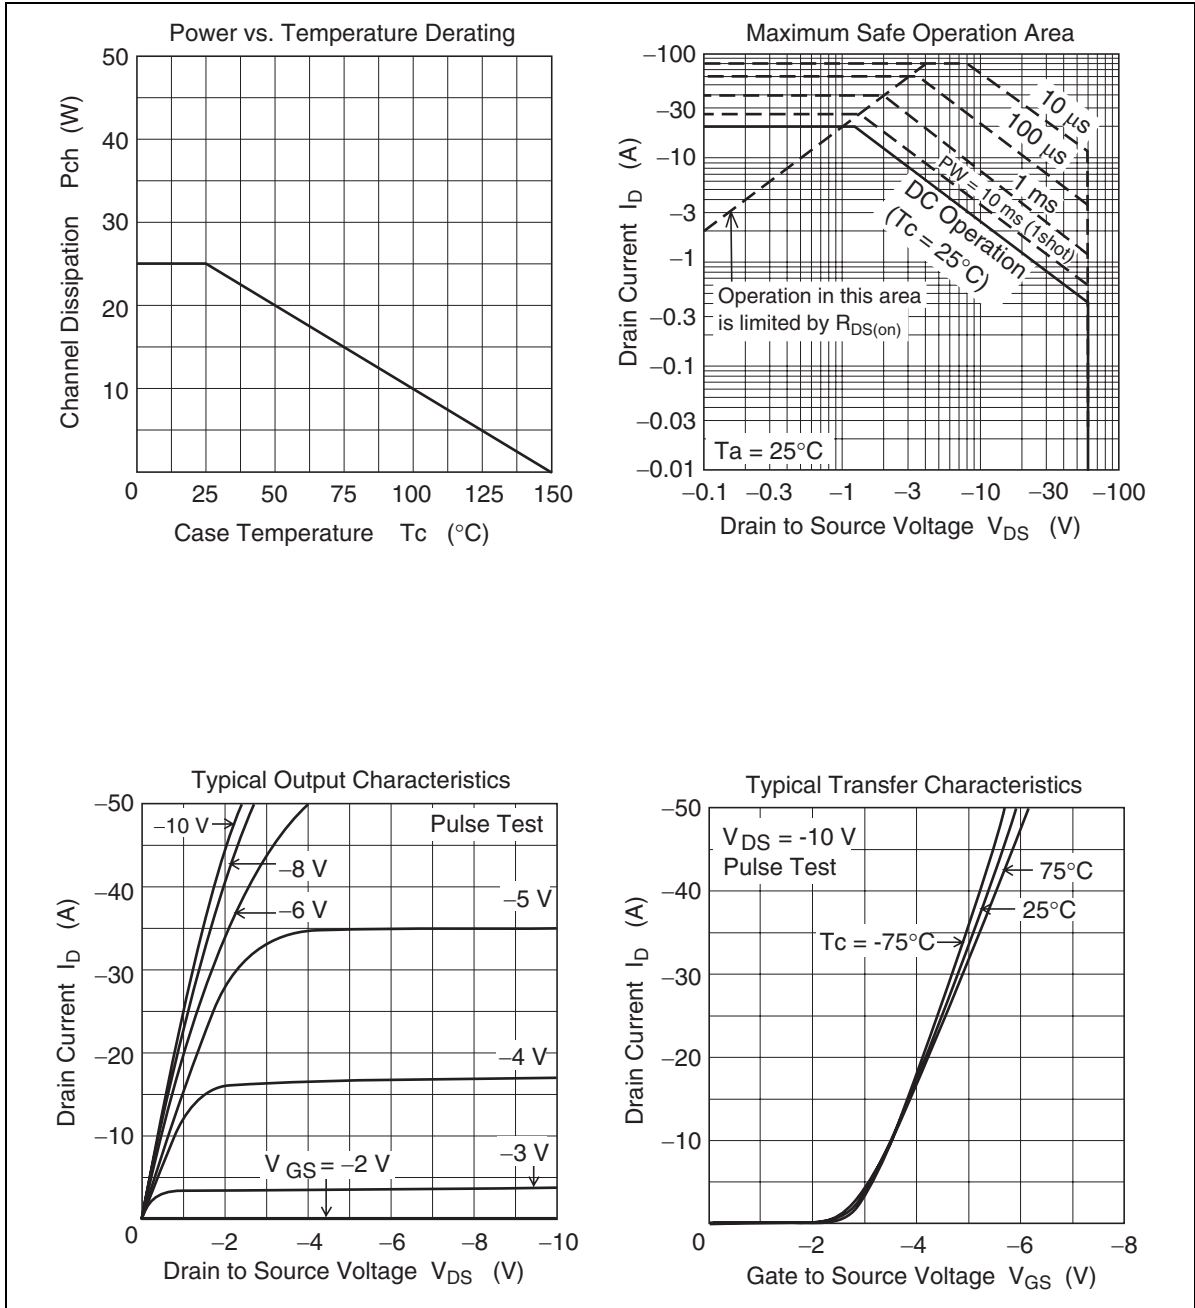 Power vs. Temperature Derating
50
40
30
20
10
Channel Dissipation Pch (W)
0 25 50 75 100 125 150
Case Temperature Tc (°C)
Maximum Safe Operation Area
–100
–30
–10
–3
–1
–0.3
–0.1
–0.03
–0.01
Drain Current ID (A)
10 µs
100 µs
1 ms
PW = 10 ms (1shot)
DC Operation
(Tc = 25°C)
Operation in this area
is limited by RDS(on)
Ta = 25°C
–0.1 –0.3 –1 –3 –10 –30 –100
Drain to Source Voltage VDS (V)
Typical Output Characteristics
–50
–40
–30
–20
–10
Drain Current ID (A)
–10 V
Pulse Test
–8 V
–6 V
–5 V
–4 V
–3 V
VGS = –2 V
0 –2 –4 –6 –8 –10
Drain to Source Voltage VDS (V)
Typical Transfer Characteristics
–50
–40
–30
–20
–10
Drain Current ID (A)
VDS = -10 V
Pulse Test
75°C
25°C
Tc = -75°C
0 –2 –4 –6 –8
Gate to Source Voltage VGS (V)